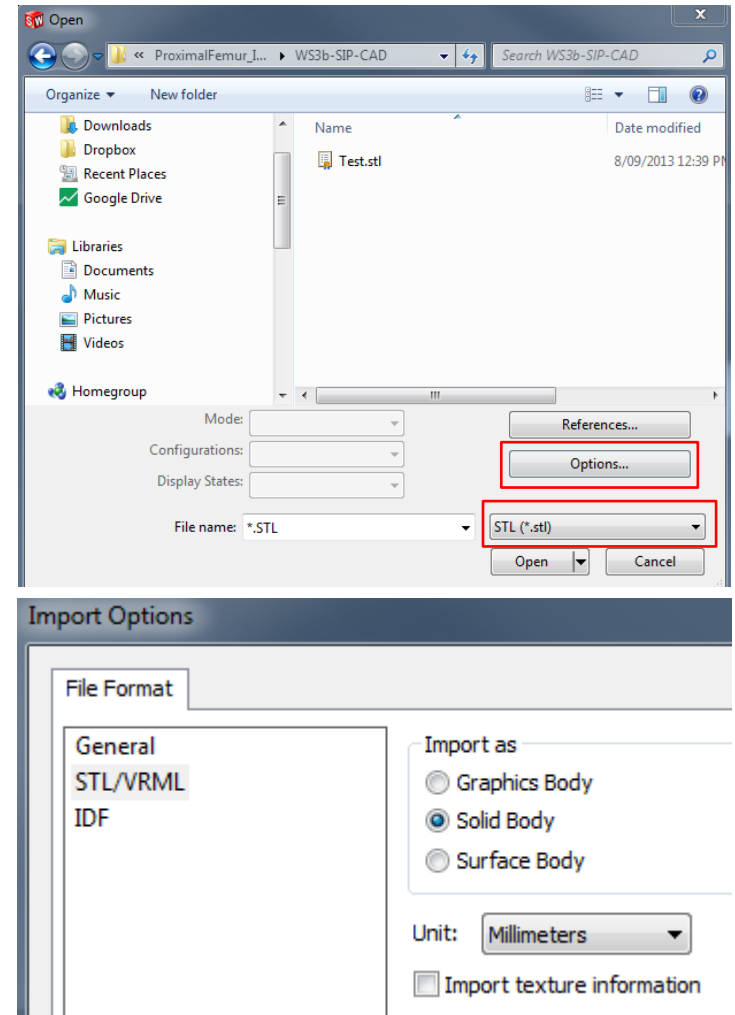 SW Open
x
« ProximalFemur_I... ▸ WS3b-SIP-CAD Search WS3b-SIP-CAD
Organize New folder ?
Downloads
Dropbox
Recent Places
Google Drive
Libraries
Documents
Music
Pictures
Videos
Homegroup
Name Date modified
Test.stl 8/09/2013 12:39 PM
Mode:
Configurations:
Display States:
References...
Options...
File name: *.STL STL (*.stl)
Open Cancel
Import Options
File Format
General
STL/VRML
IDF
Import as
Graphics Body
Solid Body
Surface Body
Unit: Millimeters
Import texture information